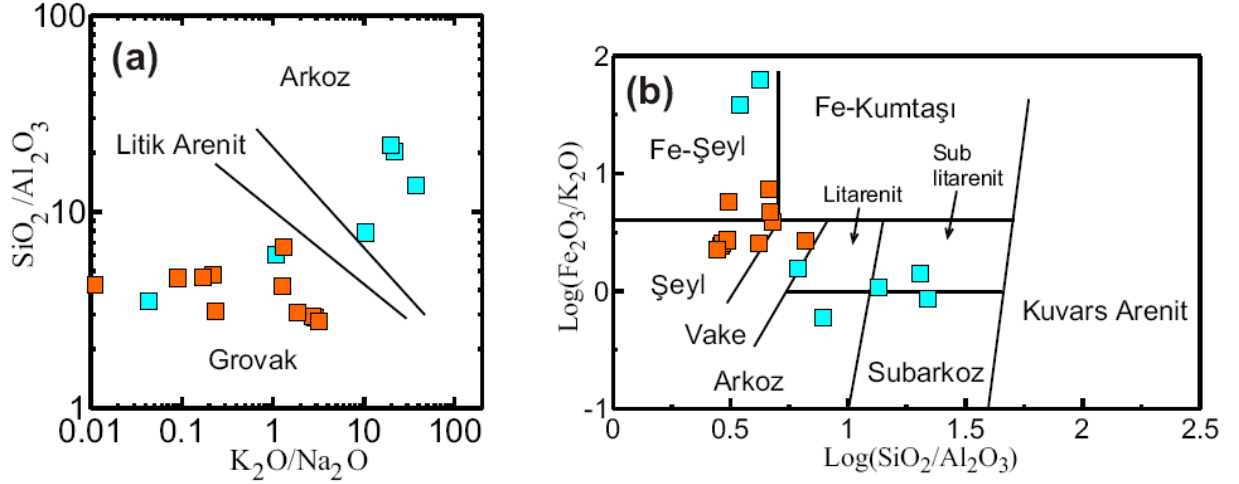 (a)
100
10
1
SiO2/Al2O3
Arkoz
Litik Arenit
Grovak
0.01 0.1 1 10 100
K2O/Na2O
(b)
2
1
0
-1
Log(Fe2O3/K2O)
Fe-Kumtaşı
Fe-Şeyl
Sub
litarenit
Litarenit
Şeyl
Vake
Kuvars Arenit
Arkoz
Subarkoz
0 0.5 1 1.5 2 2.5
Log(SiO2/Al2O3)